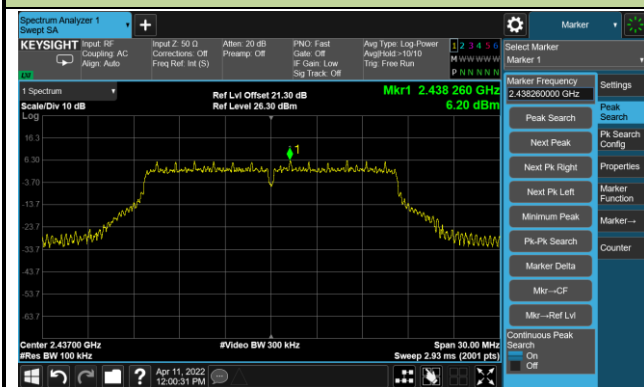 Spectrum Analyzer 1
Swept SA
Marker
KEYSIGHT
Input: RF
Coupling: AC
Align: Auto
Input Z: 50 Ω
Corrections: Off
Freq Ref: Int (S)
Atten: 20 dB
Preamp: Off
PNO: Fast
Gate: Off
IF Gain: Low
Sig Track: Off
Avg Type: Log-Power
Avg|Hold >10/10
Trig: Free Run
1 2 3 4 5 6
M W W W W W
P N N N N N
Select Marker
Marker 1
1 Spectrum
Scale/Div 10 dB
Log
Ref Lvl Offset 21.30 dB
Ref Level 26.30 dBm
Mkr1 2.438 260 GHz
6.20 dBm
Marker Frequency
2.438260000 GHz
Settings
Peak Search
Peak
Search
Next Peak
Pk Search
Config
Next Pk Right
Properties
Next Pk Left
Marker
Function
Minimum Peak
Marker→
Pk-Pk Search
Counter
Marker Delta
Mkr→CF
Mkr→Ref Lvl
Continuous Peak
Search
On
Off
16.3
6.30
-3.70
-13.7
-23.7
-33.7
-43.7
-53.7
-63.7
1
Center 2.43700 GHz
#Res BW 100 kHz
#Video BW 300 kHz
Span 30.00 MHz
Sweep 2.93 ms (2001 pts)
?
Apr 11, 2022
12:00:31 PM